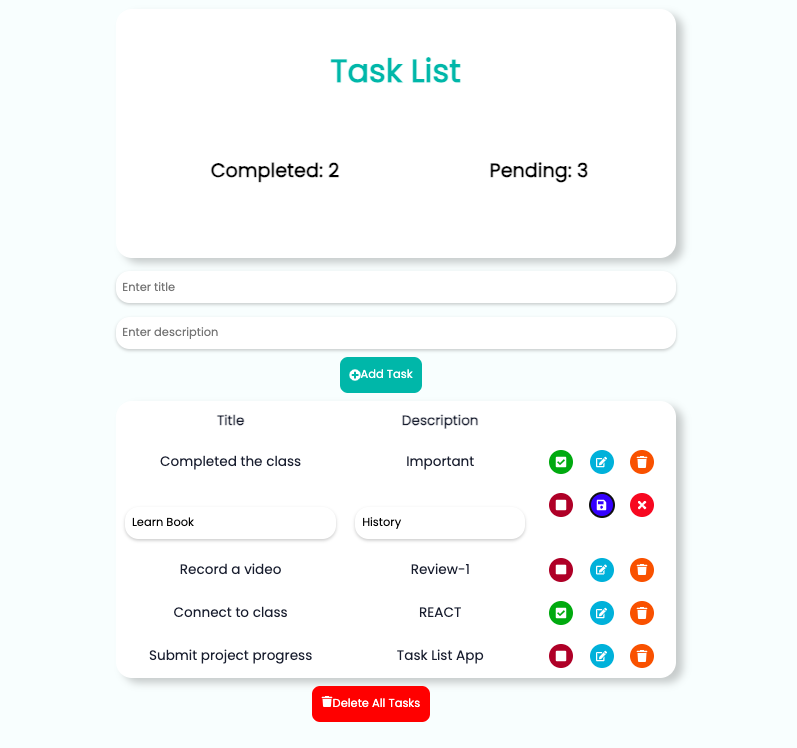 Task List
Completed: 2 Pending: 3
Enter title
Enter description
Add Task
Title Description
Completed the class Important
Learn Book History
Record a video Review-1
Connect to class REACT
Submit project progress Task List App
Delete All Tasks